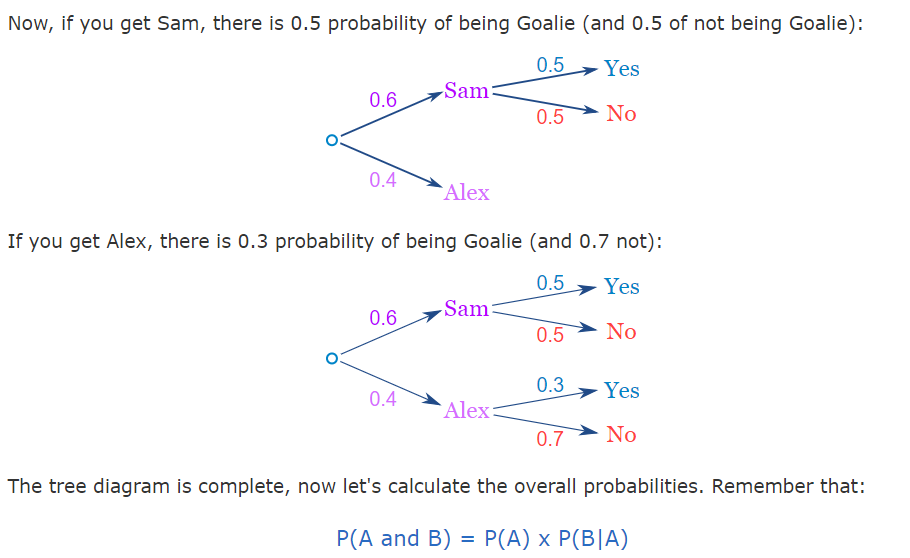 Now, if you get Sam, there is 0.5 probability of being Goalie (and 0.5 of not being Goalie):
0.5 Yes
0.6 Sam
0.5 No
0.4 Alex
If you get Alex, there is 0.3 probability of being Goalie (and 0.7 not):
0.5 Yes
0.6 Sam
0.5 No
0.3 Yes
0.4 Alex
0.7 No
The tree diagram is complete, now let's calculate the overall probabilities. Remember that:
P(A and B) = P(A) x P(B|A)